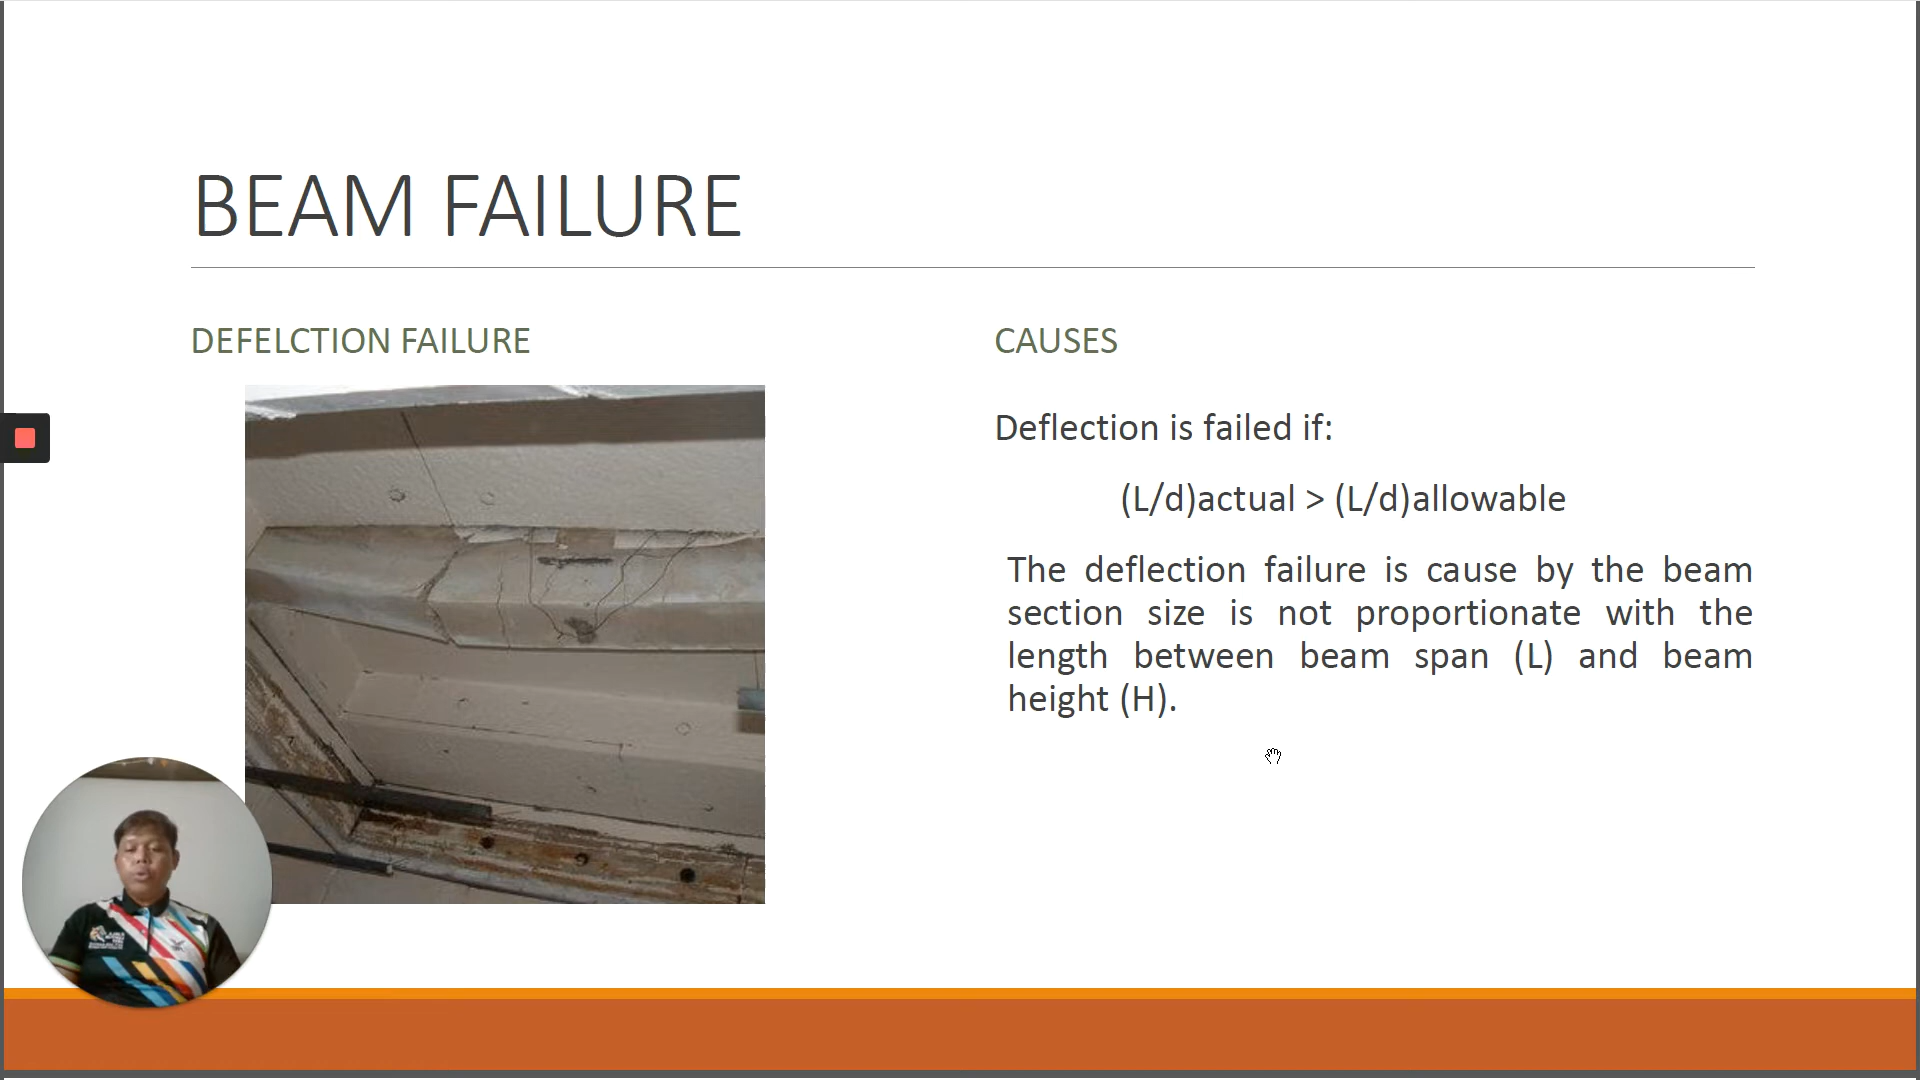 BEAM FAILURE
DEFELCTION FAILURE
CAUSES
Deflection is failed if:
(L/d)actual > (L/d)allowable
The deflection failure is cause by the beam
section size is not proportionate with the
length between beam span (L) and beam
height (H).